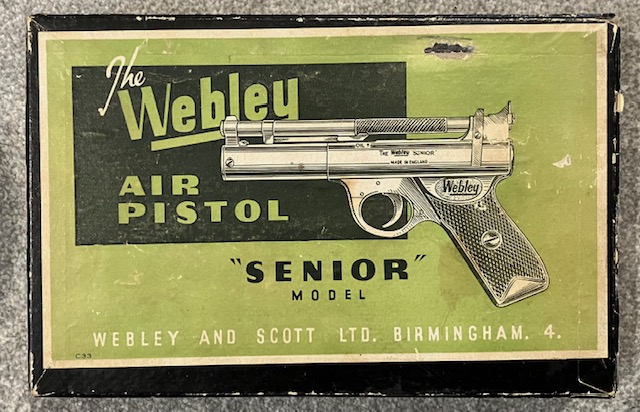 The
Webley
AIR
PISTOL
OIL
THE Webley SENIOR
MADE IN ENGLAND
Webley
"SENIOR"
MODEL
WEBLEY AND SCOTT LTD. BIRMINGHAM. 4.
C33